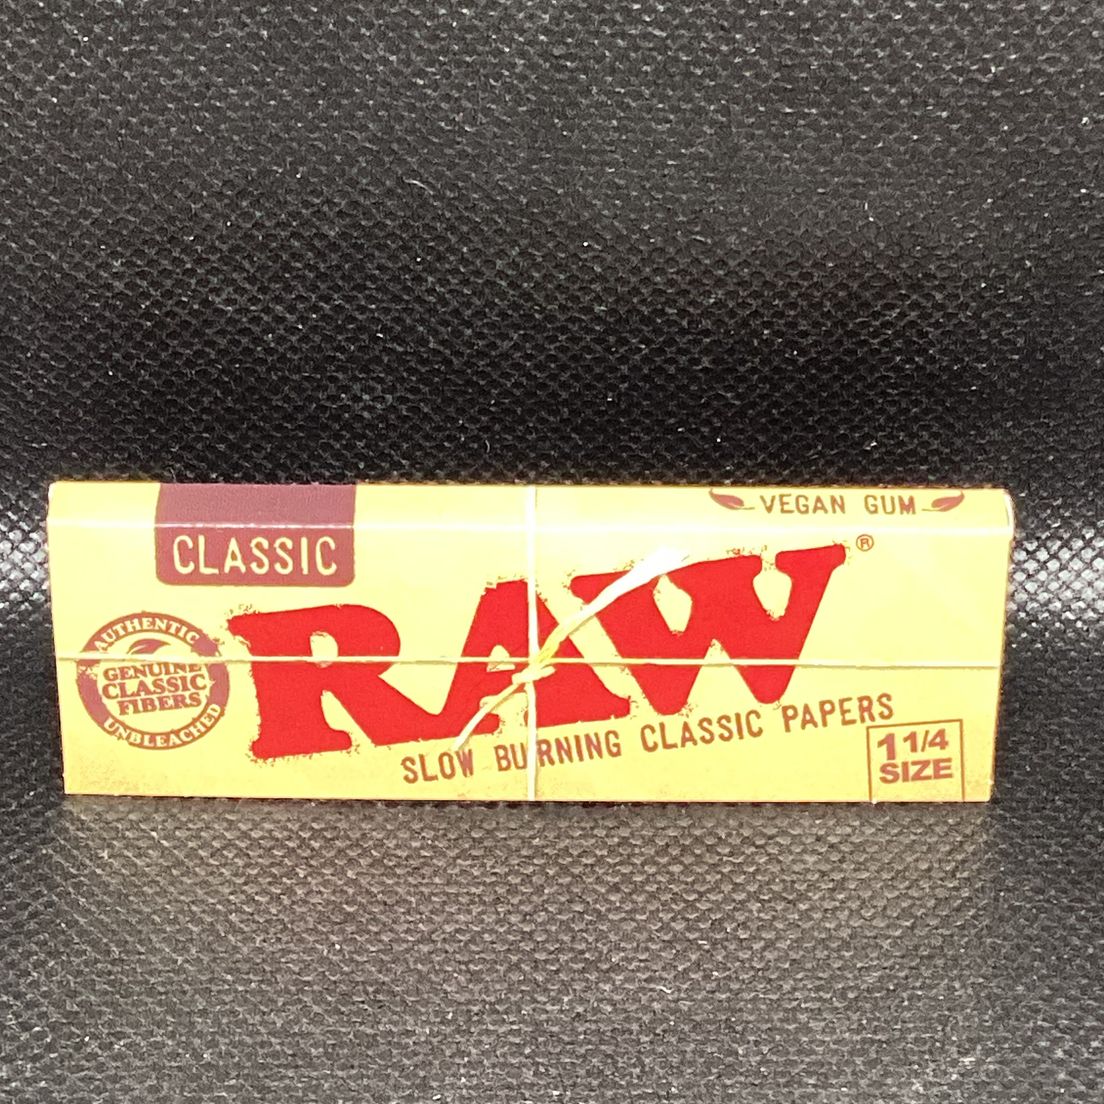 VEGAN GUM
CLASSIC
RAW®
AUTHENTIC
GENUINE
CLASSIC
FIBERS
UNBLEACHED
SLOW BURNING CLASSIC PAPERS
1 1/4
SIZE